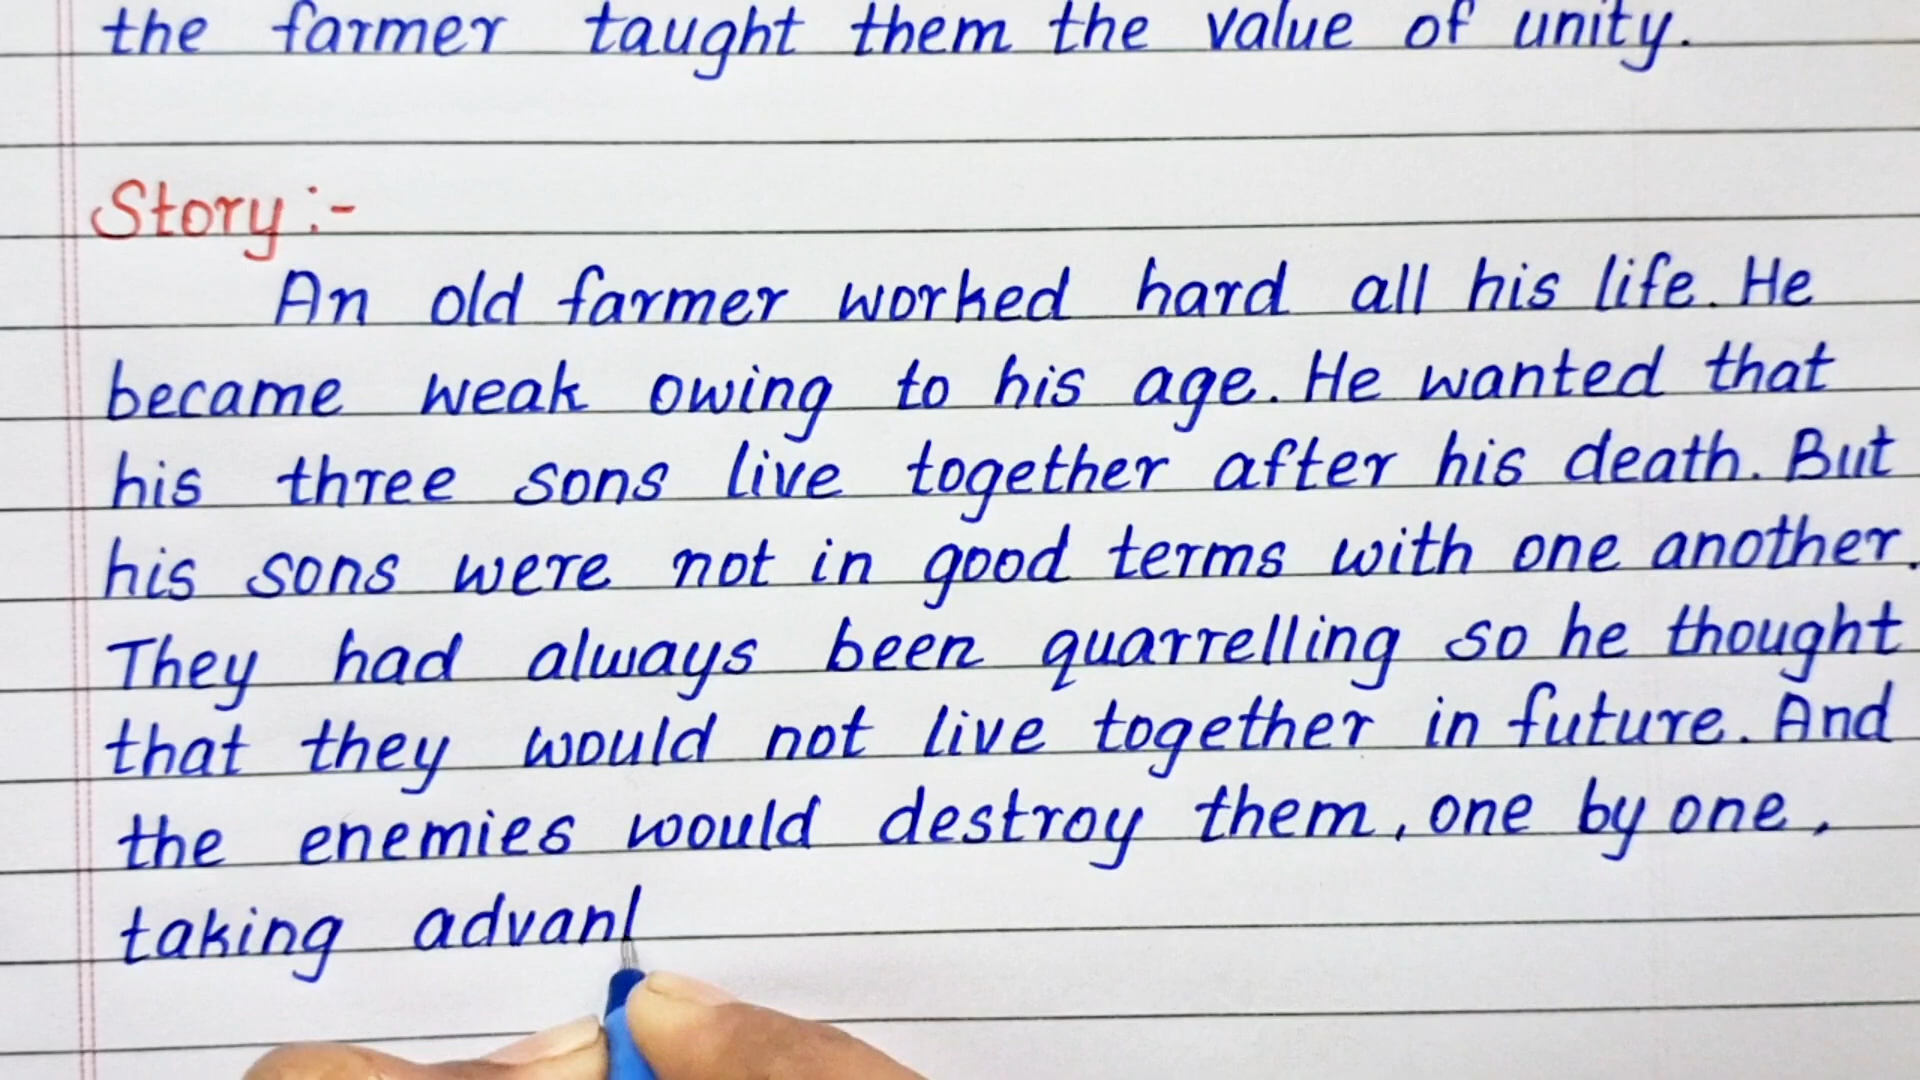 the farmer taught them the value of unity.
Story :-
An old farmer worked hard all his life. He
became weak owing to his age. He wanted that
his three sons live together after his death. But
his sons were not in good terms with one another.
They had always been quarrelling so he thought
that they would not live together in future. And
the enemies would destroy them, one by one,
taking advan